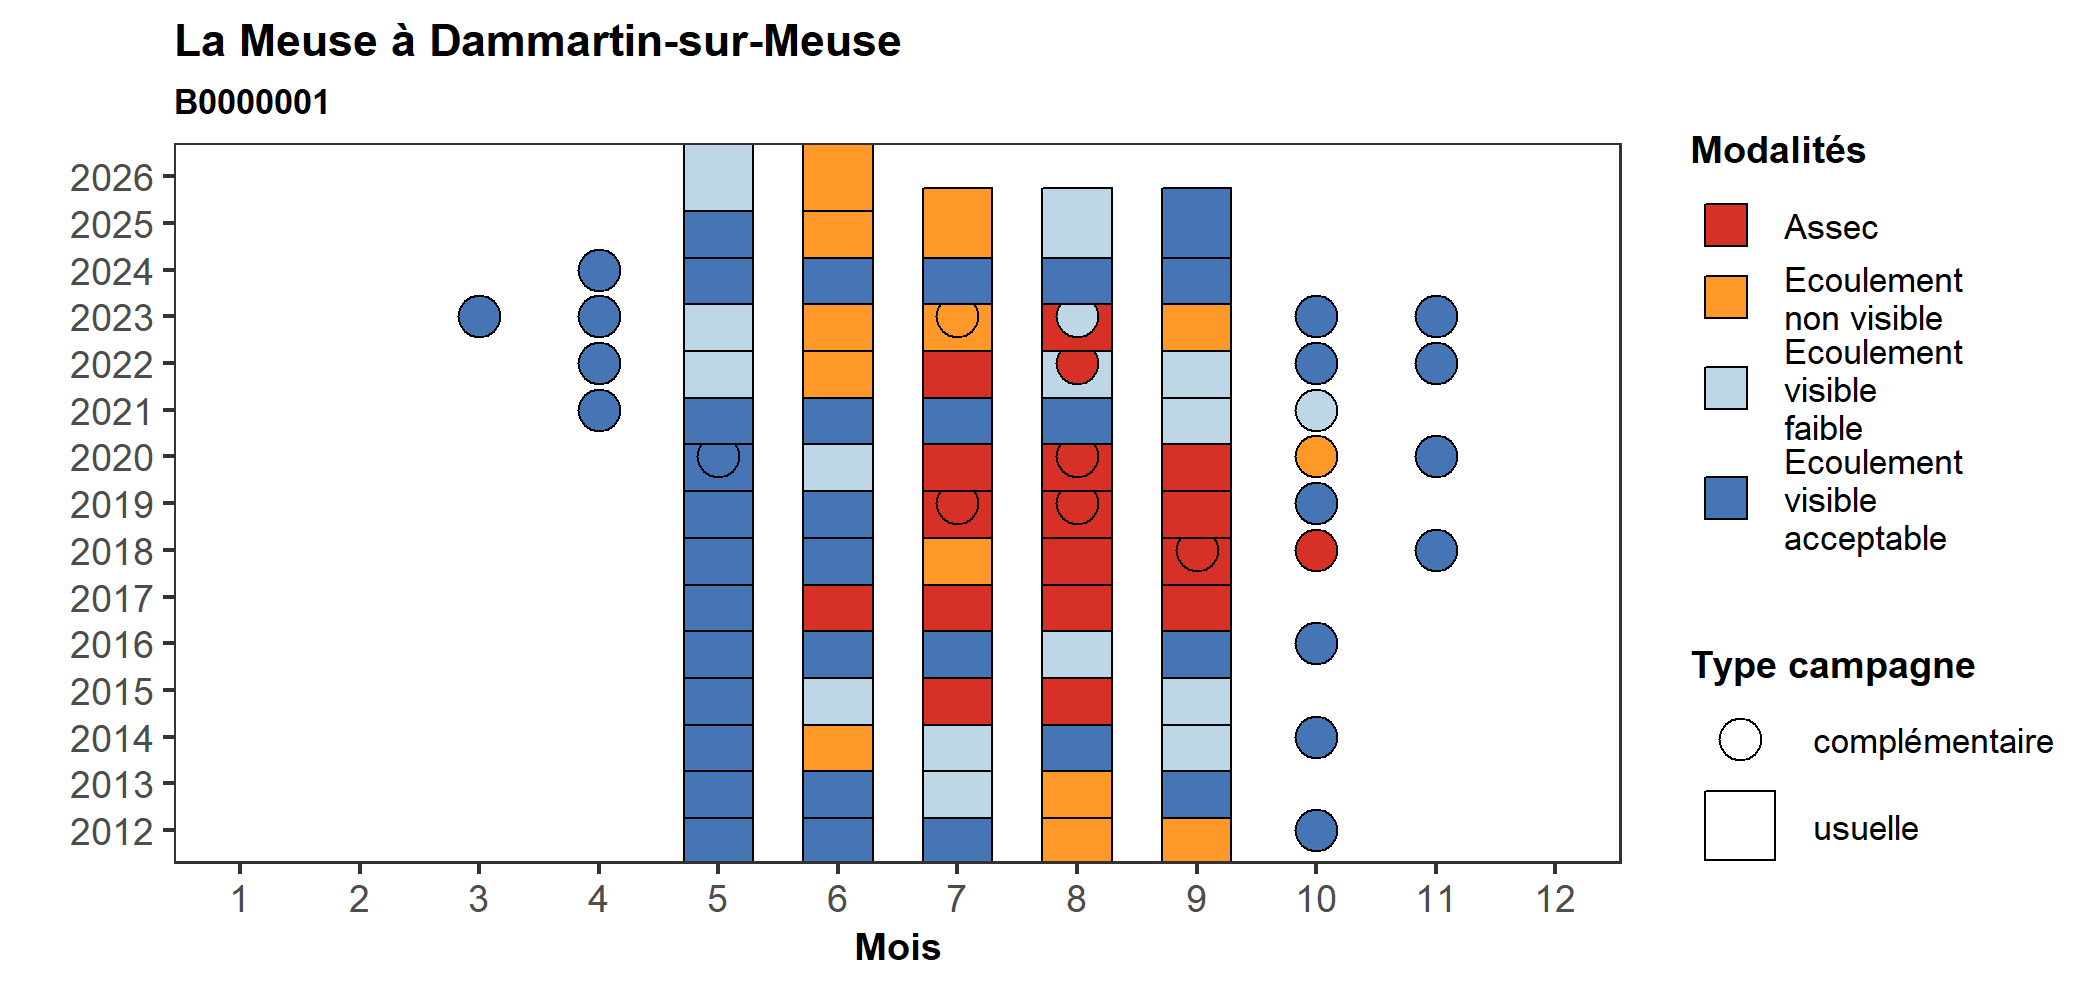 La Meuse à Dammartin-sur-Meuse
B0000001
2026
2025
2024
2023
2022
2021
2020
2019
2018
2017
2016
2015
2014
2013
2012
1 2 3 4 5 6 7 8 9 10 11 12
Mois
Modalités
Assec
Ecoulement
non visible
Ecoulement
visible
faible
Ecoulement
visible
acceptable
Type campagne
complémentaire
usuelle